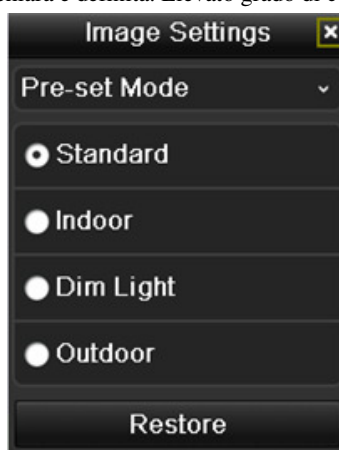 Image Settings
Pre-set Mode
Standard
Indoor
Dim Light
Outdoor
Restore